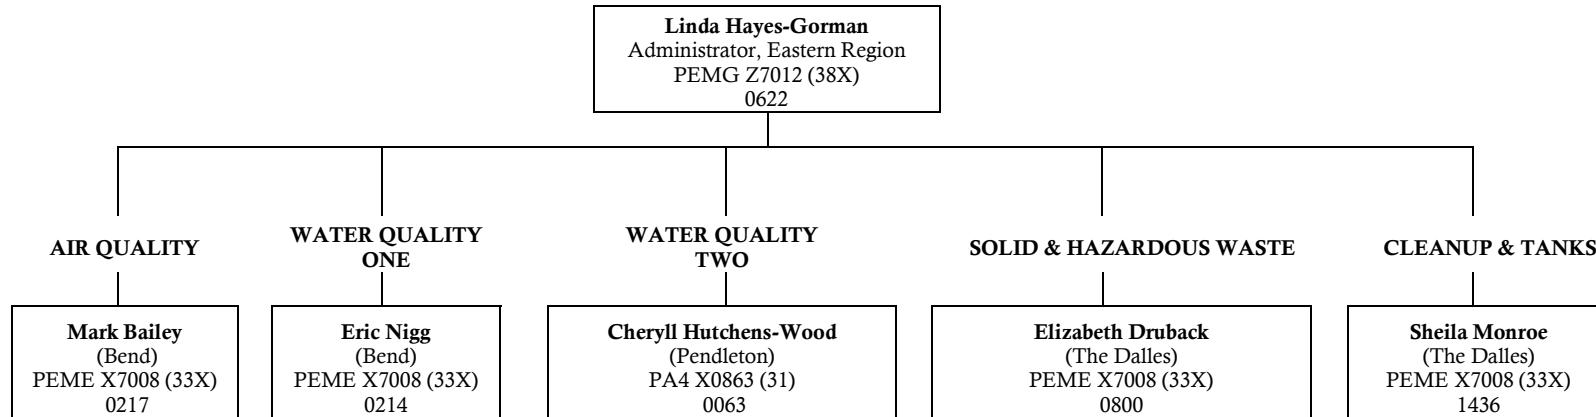 Linda Hayes-Gorman
Administrator, Eastern Region
PEMG Z7012 (38X)
0622
AIR QUALITY
WATER QUALITY
ONE
WATER QUALITY
TWO
SOLID & HAZARDOUS WASTE
CLEANUP & TANKS
Mark Bailey
(Bend)
PEME X7008 (33X)
0217
Eric Nigg
(Bend)
PEME X7008 (33X)
0214
Cheryll Hutchens-Wood
(Pendleton)
PA4 X0863 (31)
0063
Elizabeth Druback
(The Dalles)
PEME X7008 (33X)
0800
Sheila Monroe
(The Dalles)
PEME X7008 (33X)
1436